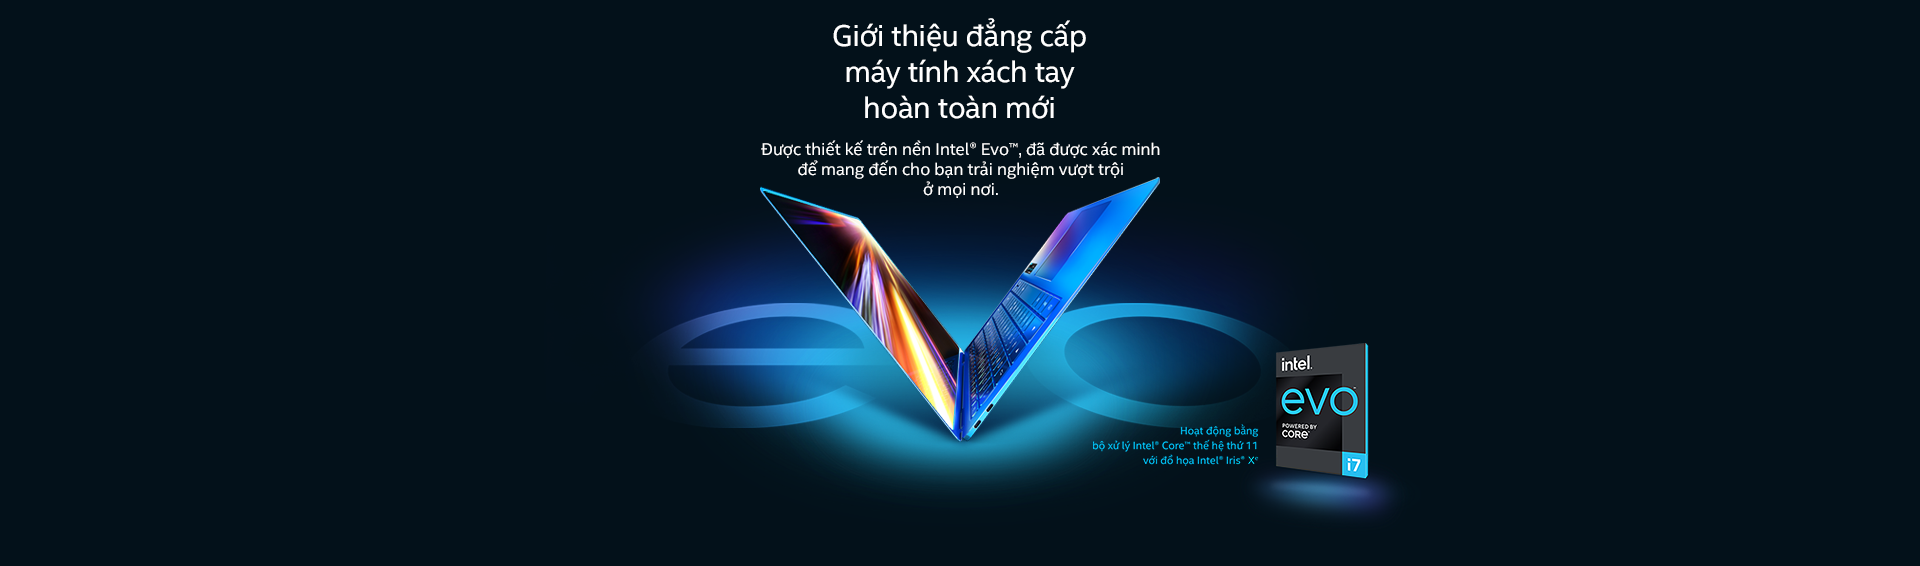 Giới thiệu đẳng cấp
máy tính xách tay
hoàn toàn mới
Được thiết kế trên nền Intel® Evo™, đã được xác minh
để mang đến cho bạn trải nghiệm vượt trội
ở mọi nơi.
Hoạt động bằng
bộ xử lý Intel® Core™ thế hệ thứ 11
với đồ họa Intel® Iris® Xᵉ
intel.
evo™
POWERED BY
CORE™
i7